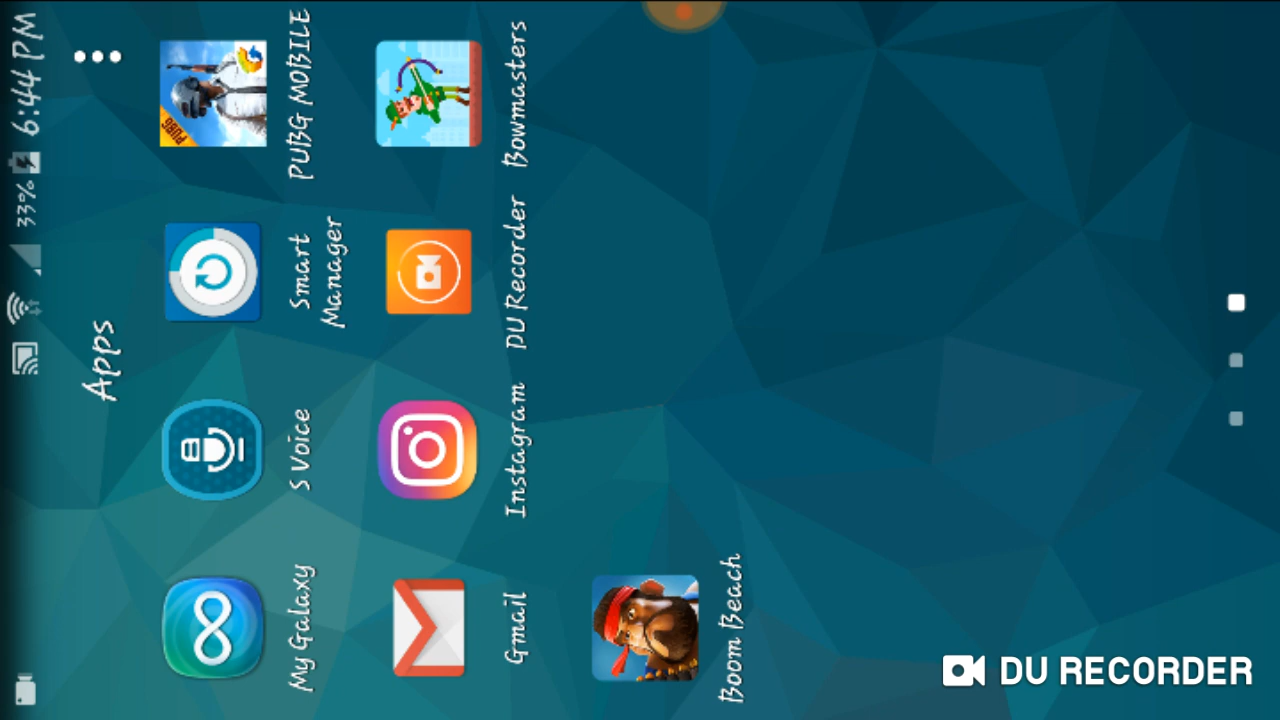 33% 6:44 PM
Apps
My Galaxy
S Voice
Smart
Manager
PUBG MOBILE
PUBG
Gmail
Instagram
DU Recorder
Bowmasters
Boom Beach
DU RECORDER